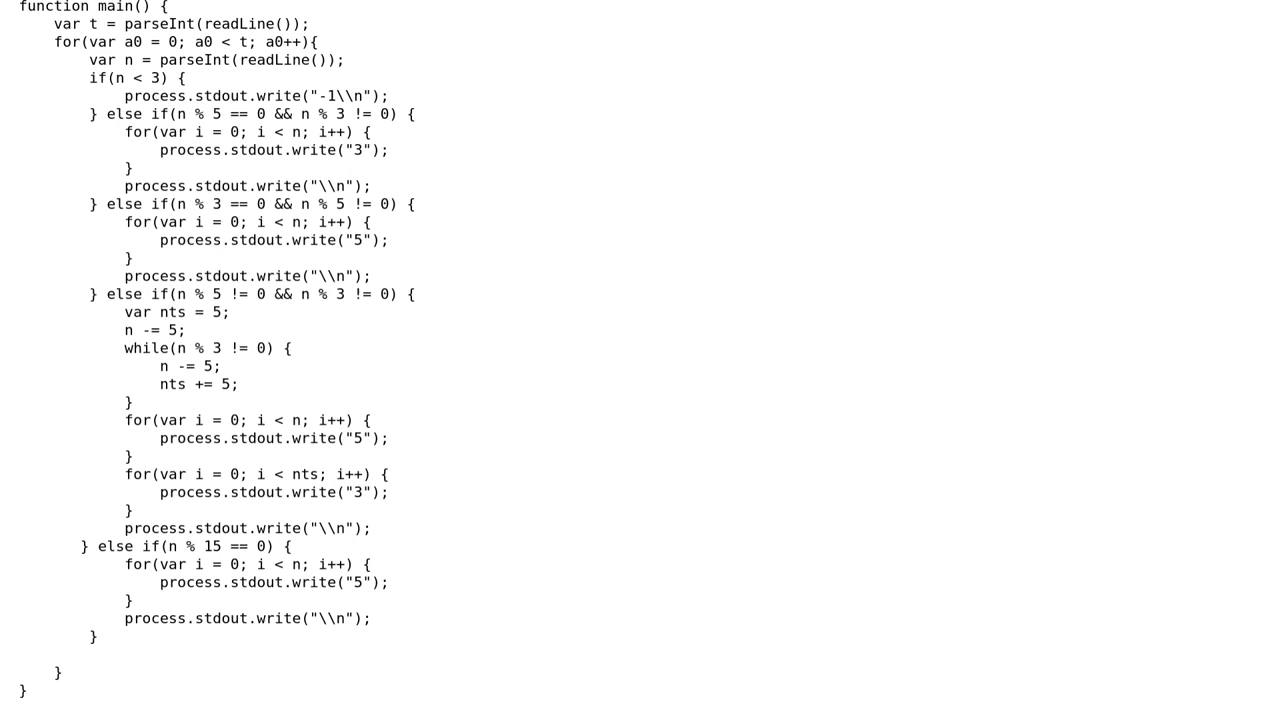 function main() {
    var t = parseInt(readLine());
    for(var a0 = 0; a0 < t; a0++){
        var n = parseInt(readLine());
        if(n < 3) {
            process.stdout.write("-1\\n");
        } else if(n % 5 == 0 && n % 3 != 0) {
            for(var i = 0; i < n; i++) {
                process.stdout.write("3");
            }
            process.stdout.write("\\n");
        } else if(n % 3 == 0 && n % 5 != 0) {
            for(var i = 0; i < n; i++) {
                process.stdout.write("5");
            }
            process.stdout.write("\\n");
        } else if(n % 5 != 0 && n % 3 != 0) {
            var nts = 5;
            n -= 5;
            while(n % 3 != 0) {
                n -= 5;
                nts += 5;
            }
            for(var i = 0; i < n; i++) {
                process.stdout.write("5");
            }
            for(var i = 0; i < nts; i++) {
                process.stdout.write("3");
            }
            process.stdout.write("\\n");
       } else if(n % 15 == 0) {
            for(var i = 0; i < n; i++) {
                process.stdout.write("5");
            }
            process.stdout.write("\\n");
        }

    }
}